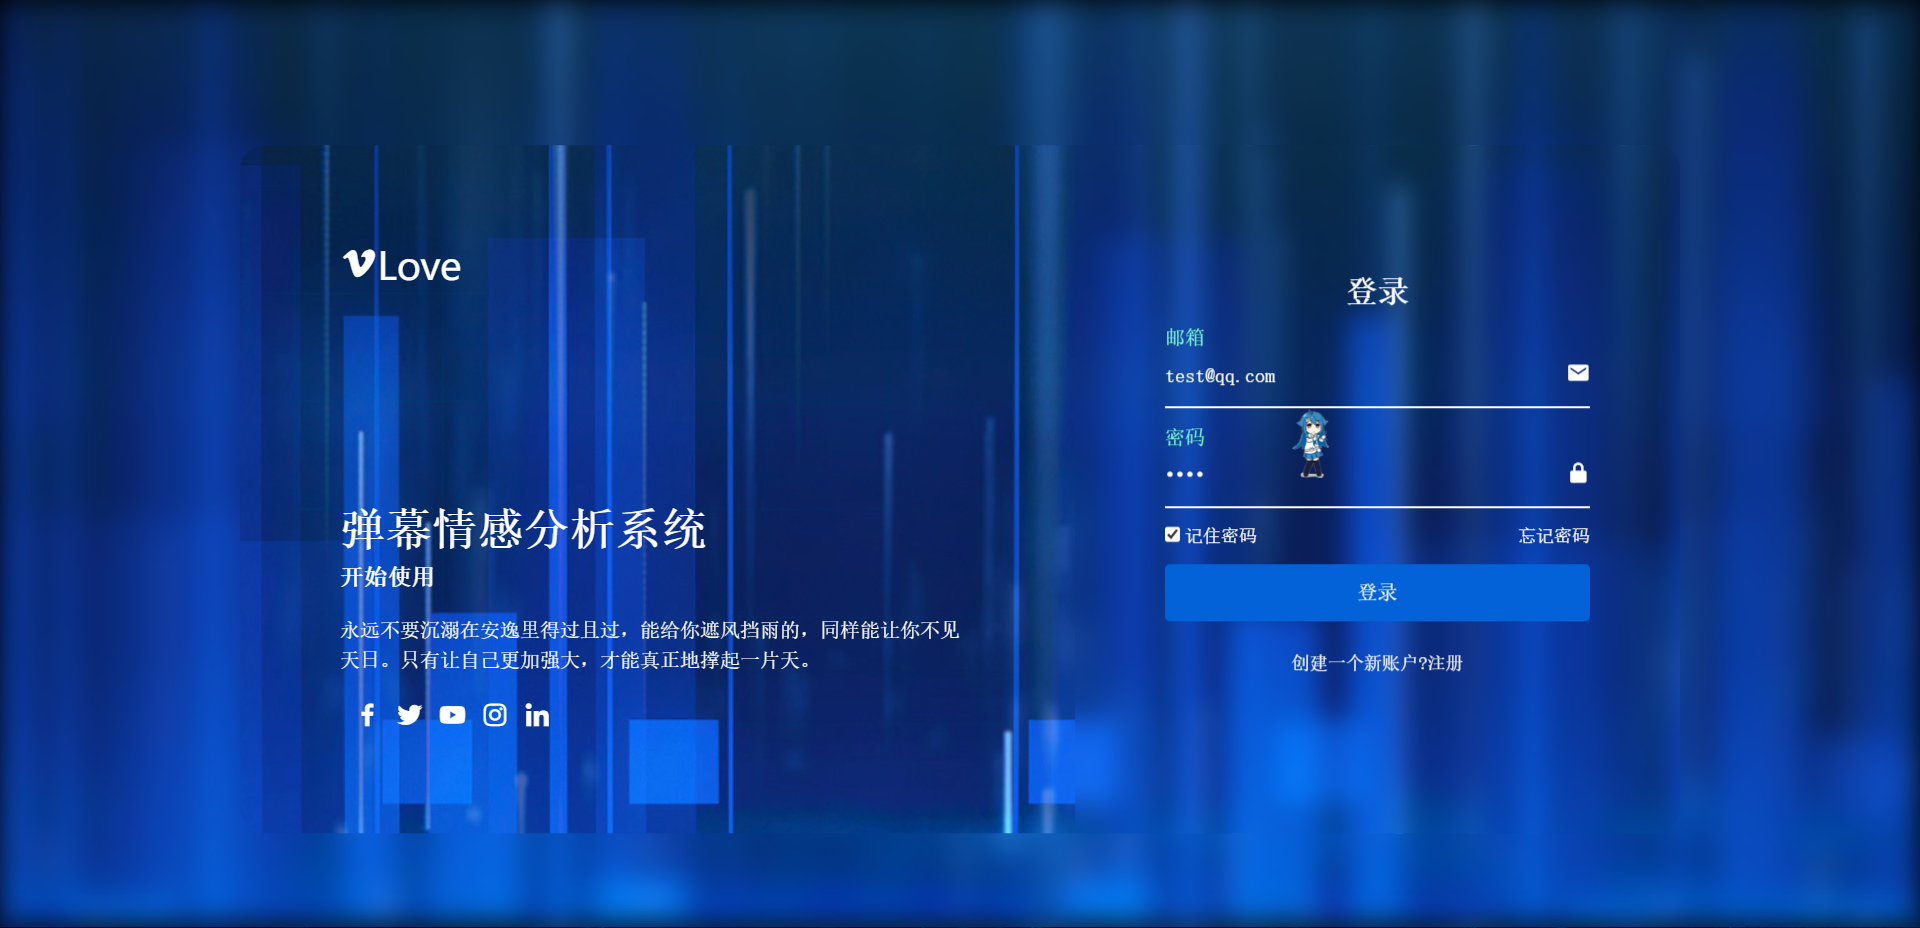 Love
弹幕情感分析系统
开始使用
永远不要沉溺在安逸里得过且过，能给你遮风挡雨的，同样能让你不见
天日。只有让自己更加强大，才能真正地撑起一片天。
登录
邮箱
test@qq.com
密码
••••
记住密码 忘记密码
登录
创建一个新账户?注册